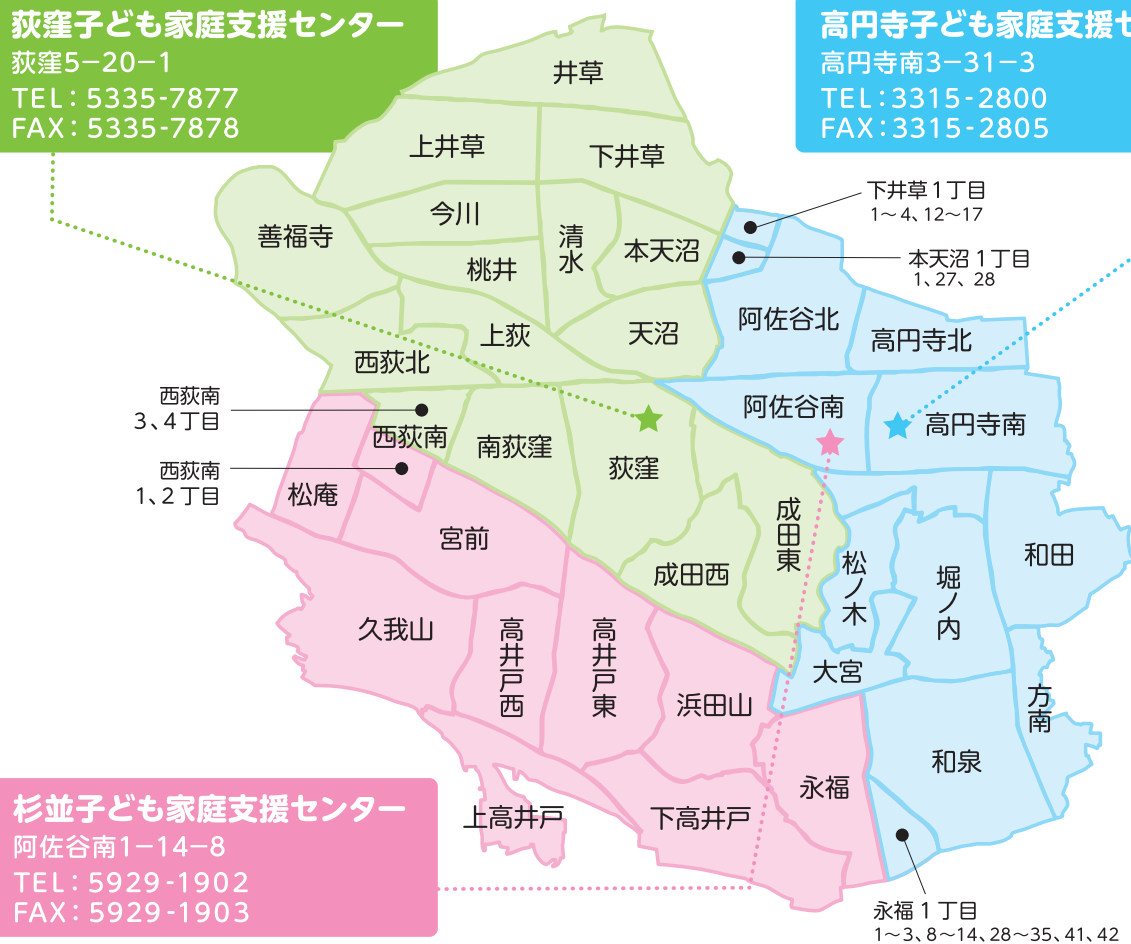 荻窪子ども家庭支援センター
荻窪5−20−1
TEL：5335-7877
FAX：5335-7878
高円寺子ども家庭支援セ
高円寺南3−31−3
TEL：3315-2800
FAX：3315-2805
井草
上井草
下井草
下井草1丁目
1〜4、12〜17
今川
善福寺
清水
本天沼
桃井
本天沼1丁目
1、27、28
阿佐谷北
上荻
天沼
高円寺北
西荻北
西荻南
3、4丁目
阿佐谷南
高円寺南
西荻南
南荻窪
荻窪
西荻南
1、2丁目
松庵
宮前
成田東
成田西
松ノ木
堀ノ内
和田
久我山
高井戸西
高井戸東
浜田山
大宮
方南
和泉
永福
上高井戸
下高井戸
杉並子ども家庭支援センター
阿佐谷南1−14−8
TEL：5929-1902
FAX：5929-1903
永福1丁目
1〜3、8〜14、28〜35、41、42